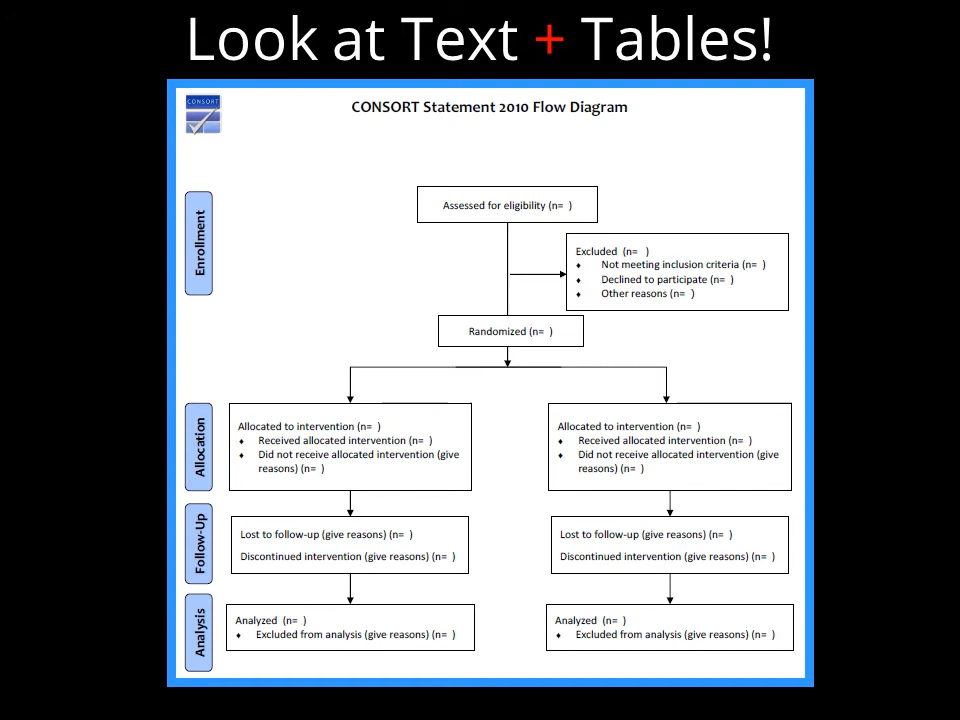 Look at Text + Tables!
CONSORT
CONSORT Statement 2010 Flow Diagram
Enrollment
Assessed for eligibility (n= )
Excluded (n= )
♦ Not meeting inclusion criteria (n= )
♦ Declined to participate (n= )
♦ Other reasons (n= )
Randomized (n= )
Allocation
Allocated to intervention (n= )
♦ Received allocated intervention (n= )
♦ Did not receive allocated intervention (give
reasons) (n= )
Allocated to intervention (n= )
♦ Received allocated intervention (n= )
♦ Did not receive allocated intervention (give
reasons) (n= )
Follow-Up
Lost to follow-up (give reasons) (n= )
Discontinued intervention (give reasons) (n= )
Lost to follow-up (give reasons) (n= )
Discontinued intervention (give reasons) (n= )
Analysis
Analyzed (n= )
♦ Excluded from analysis (give reasons) (n= )
Analyzed (n= )
♦ Excluded from analysis (give reasons) (n= )